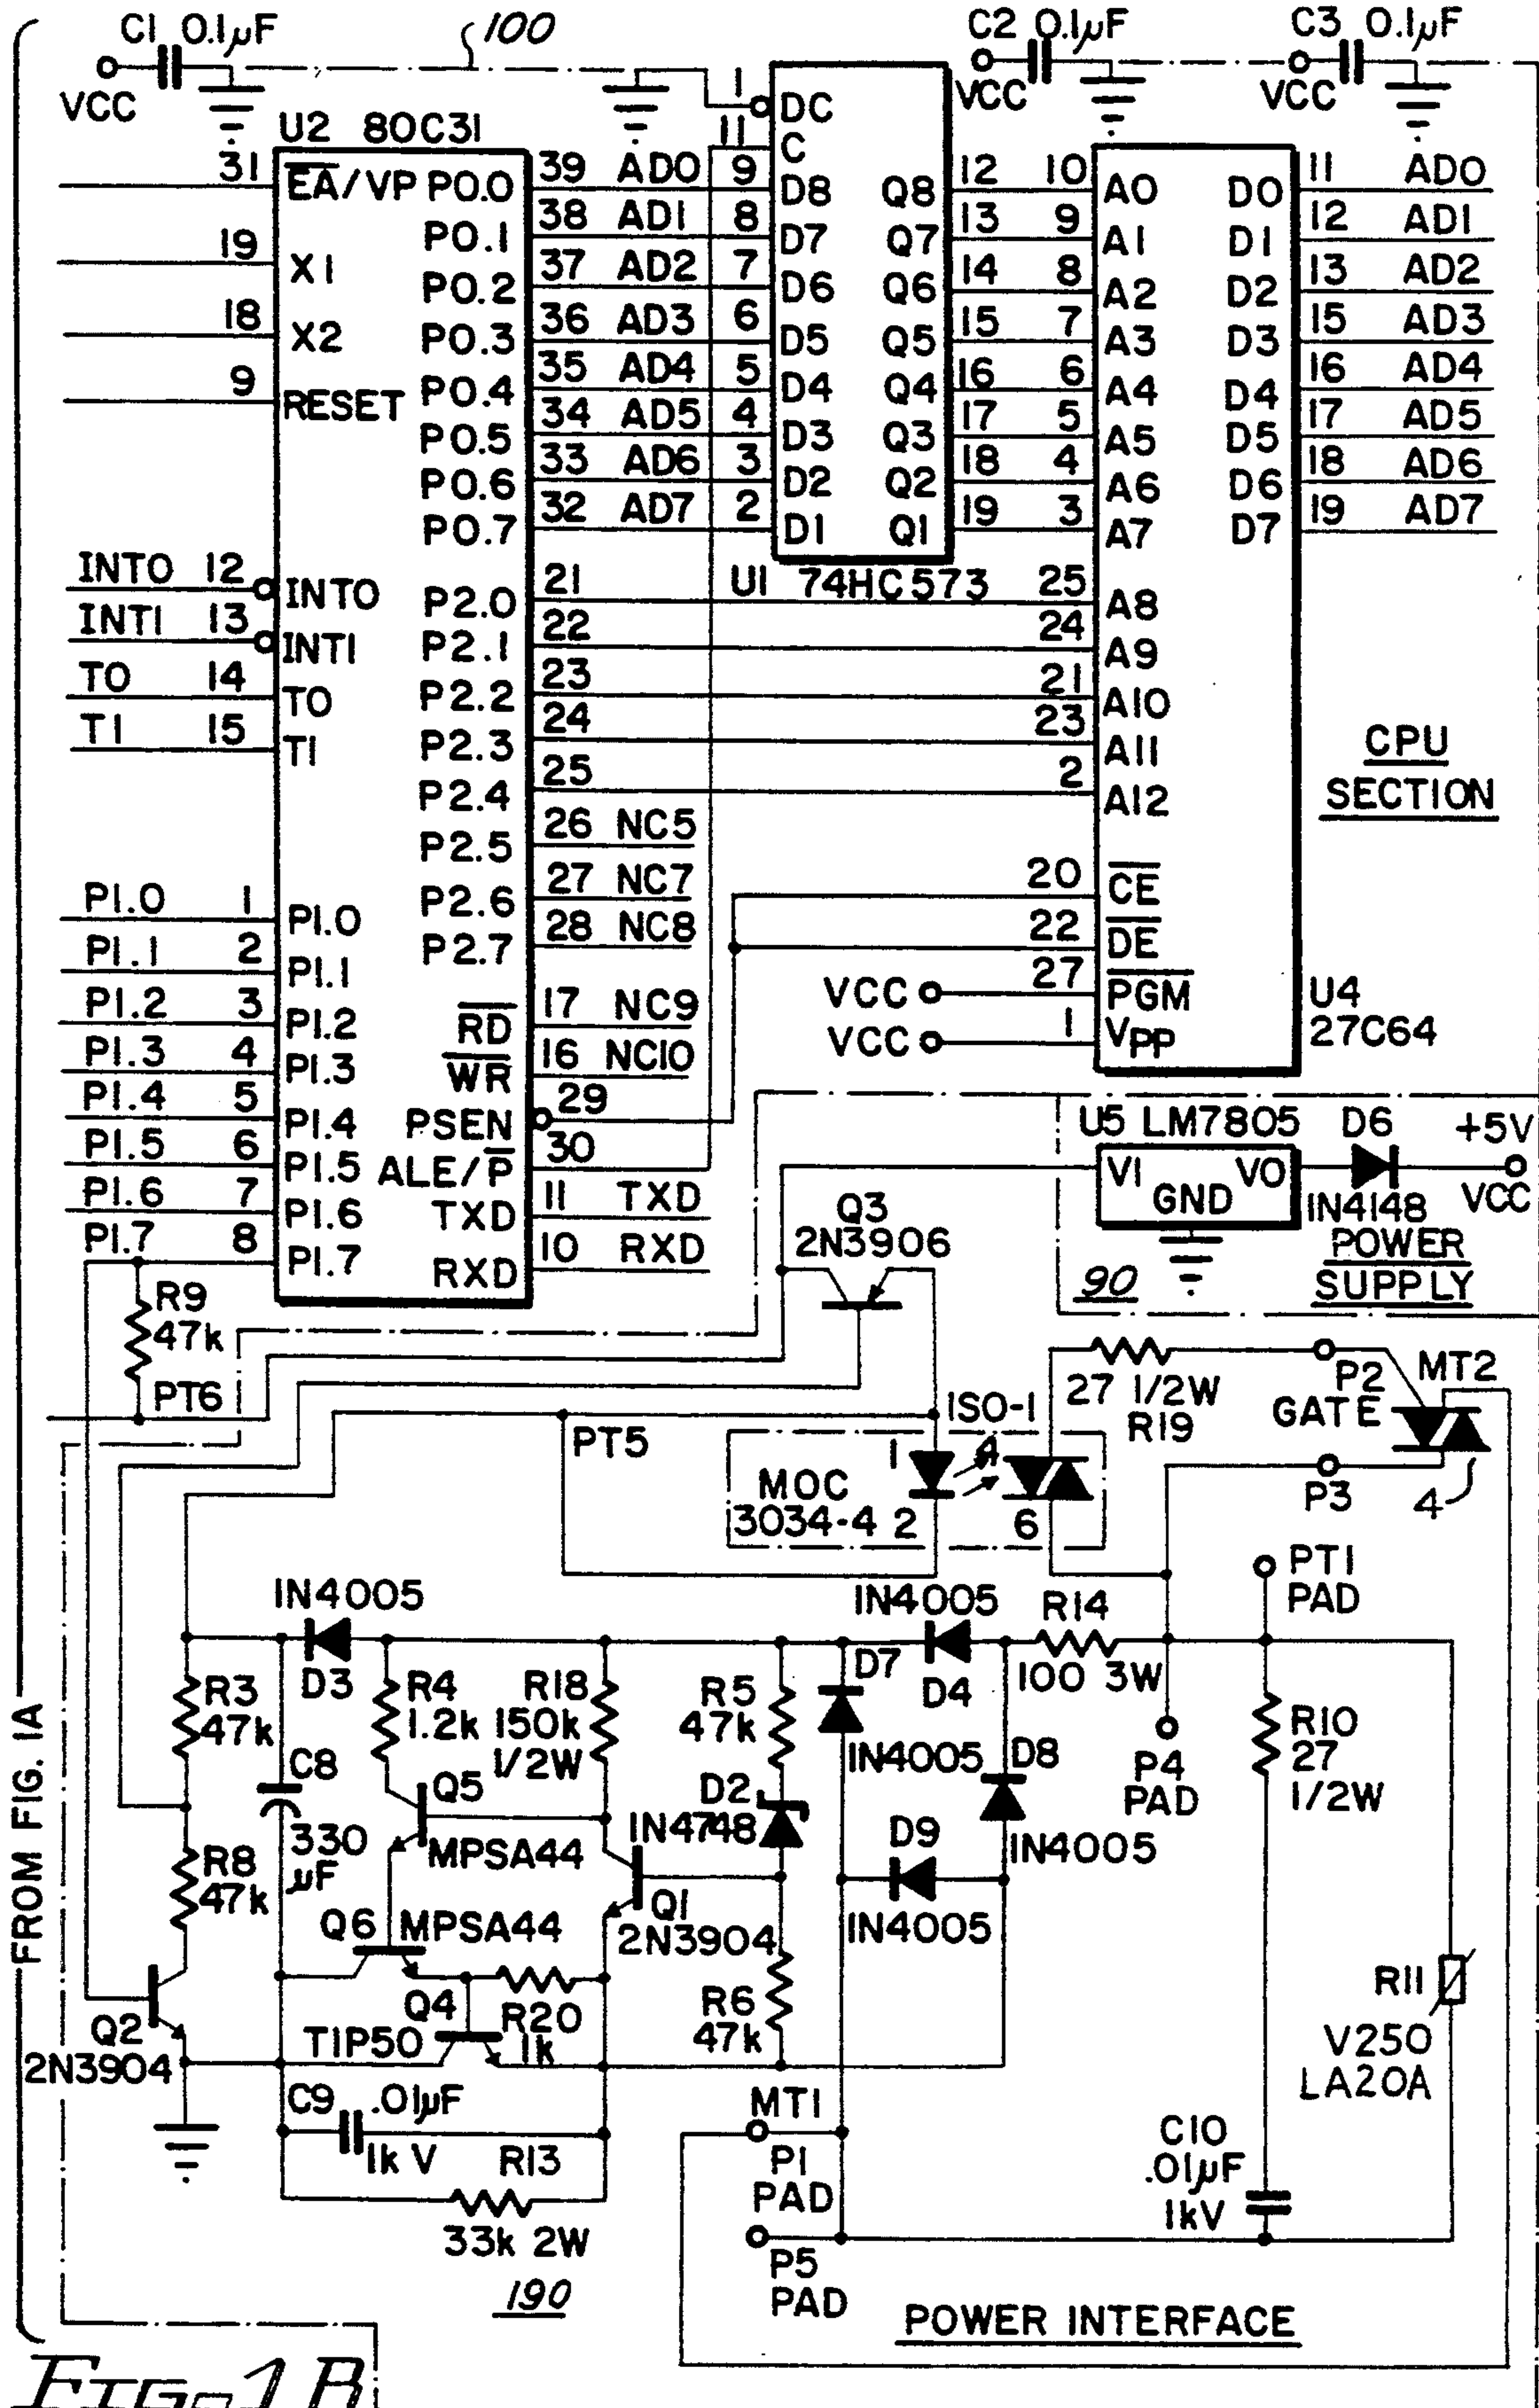 C1 0.1µF
100
C2 0.1µF
C3 0.1µF
VCC
VCC
VCC
U2 80C31
1 DC
11 C
31 EA/VP P0.0 39 AD0 9 D8 Q8 12 10 A0 D0 11 AD0
P0.1 38 AD1 8 D7 Q7 13 9 A1 D1 12 AD1
19 X1 P0.2 37 AD2 7 D6 Q6 14 8 A2 D2 13 AD2
18 X2 P0.3 36 AD3 6 D5 Q5 15 7 A3 D3 15 AD3
9 RESET P0.4 35 AD4 5 D4 Q4 16 6 A4 D4 16 AD4
P0.5 34 AD5 4 D3 Q3 17 5 A5 D5 17 AD5
P0.6 33 AD6 3 D2 Q2 18 4 A6 D6 18 AD6
P0.7 32 AD7 2 D1 Q1 19 3 A7 D7 19 AD7
U1 74HC573
INT0 12 INT0 P2.0 21 25 A8
INT1 13 INT1 P2.1 22 24 A9
T0 14 T0 P2.2 23 21 A10
T1 15 T1 P2.3 24 23 A11
P2.4 25 2 A12
CPU
SECTION
P2.5 26 NC5
P2.6 27 NC7
P2.7 28 NC8
20 CE
22 DE
VCC 27 PGM
VCC 1 VPP
U4
27C64
P1.0 1 P1.0
P1.1 2 P1.1
P1.2 3 P1.2 RD 17 NC9
P1.3 4 P1.3 WR 16 NC10
P1.4 5 P1.4 PSEN 29
P1.5 6 P1.5 ALE/P 30
P1.6 7 P1.6 TXD 11 TXD
P1.7 8 P1.7 RXD 10 RXD
U5 LM7805 D6 +5V
VI VO
GND
1N4148
VCC
POWER
SUPPLY
90
Q3
2N3906
R9
47k
PT6
PT5
ISO-1
27 1/2W
R19
P2
GATE
MT2
P3
4
1 4
MOC
3034-4 2 6
PT1
PAD
1N4005
D3
1N4005
D4
R14
100 3W
R3
47k
C8
330
µF
R4
1.2k
R18
150k
1/2W
R5
47k
D7
1N4005
D8
1N4005
P4
PAD
R10
27
1/2W
Q5
MPSA44
D2
1N4748
D9
1N4005
R8
47k
Q6 MPSA44
Q1
2N3904
Q2
2N3904
Q4
TIP50
R20
1k
R6
47k
R11
V250
LA20A
C9 .01µF
1kV
R13
33k 2W
MT1
P1
PAD
P5
PAD
C10
.01µF
1kV
190
POWER INTERFACE
FROM FIG. 1A
FIG-1B